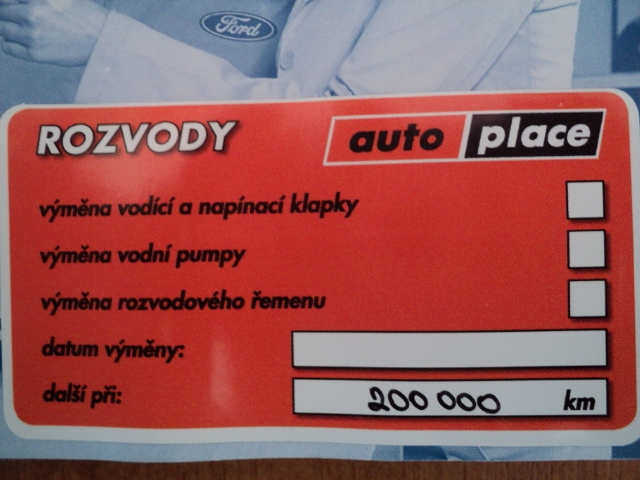 Ford
ROZVODY
auto place
výměna vodící a napínací klapky
výměna vodní pumpy
výměna rozvodového řemenu
datum výměny:
další při: 200 000 km